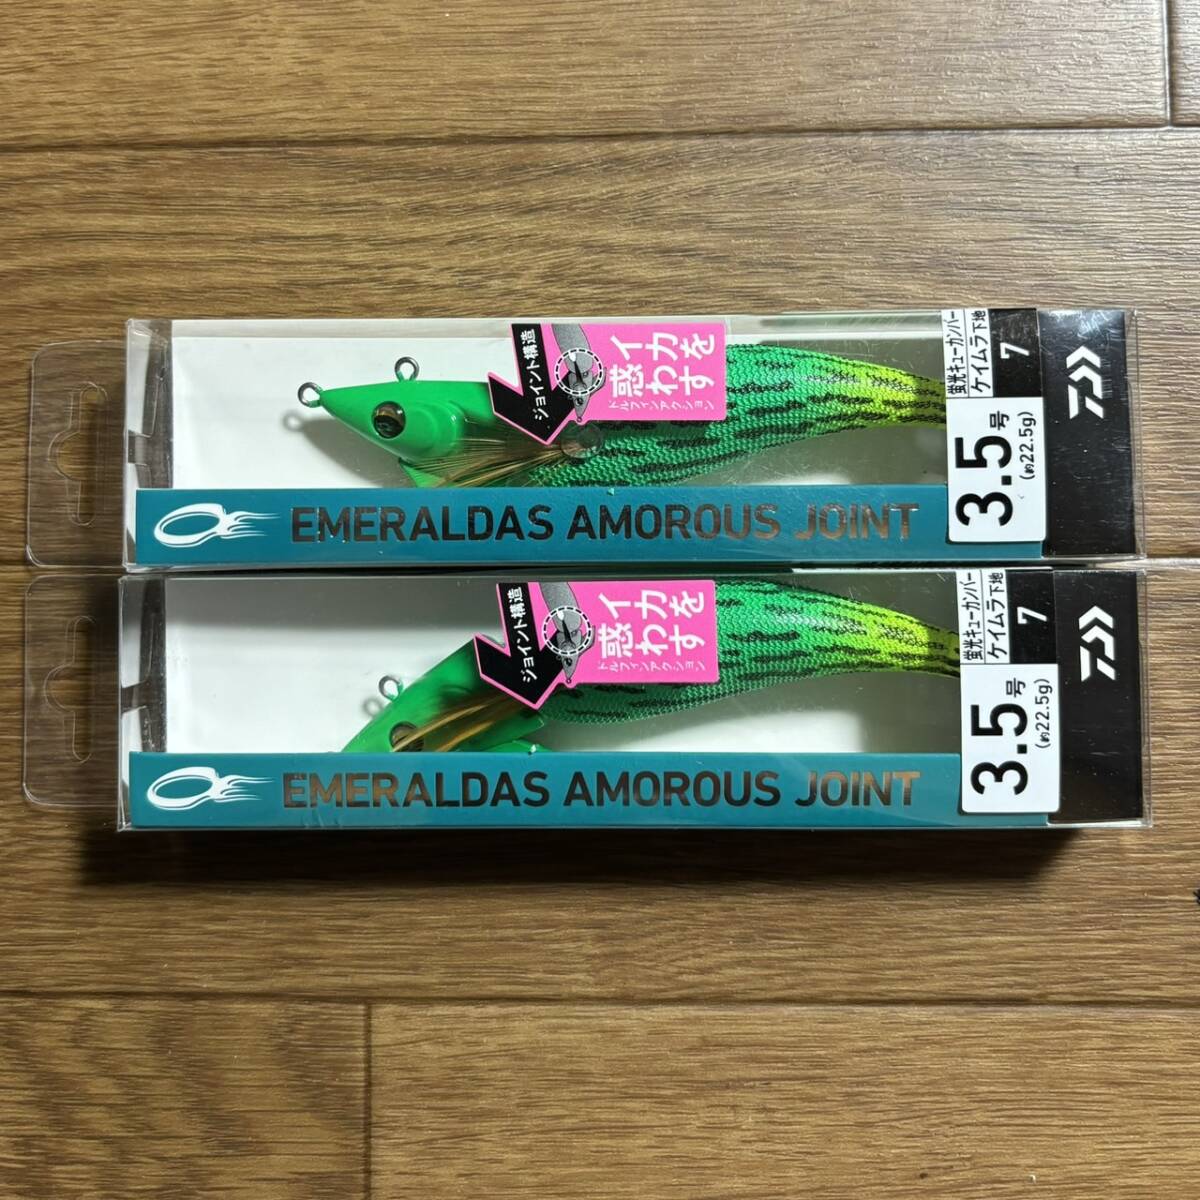 ジョイント構造
イカを
惑わす
ドルフィンアクション
蛍光キューカンバー
ケイムラ下地
7
3.5号
(約22.5g)
EMERALDAS AMOROUS JOINT
ジョイント構造
イカを
惑わす
ドルフィンアクション
蛍光キューカンバー
ケイムラ下地
7
3.5号
(約22.5g)
EMERALDAS AMOROUS JOINT